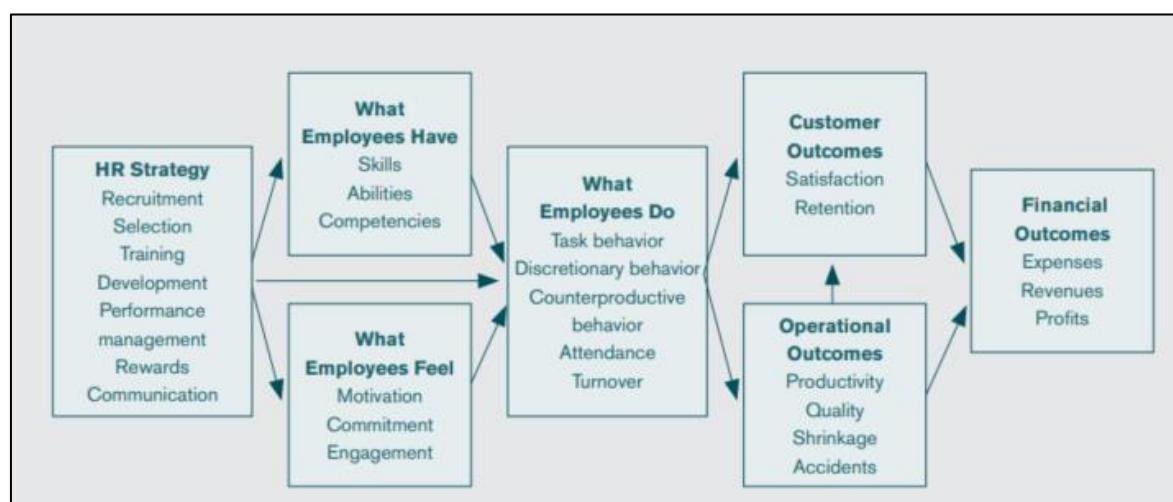 HR Strategy
Recruitment
Selection
Training
Development
Performance
management
Rewards
Communication
What
Employees Have
Skills
Abilities
Competencies
What
Employees Feel
Motivation
Commitment
Engagement
What
Employees Do
Task behavior
Discretionary behavior
Counterproductive
behavior
Attendance
Turnover
Customer
Outcomes
Satisfaction
Retention
Operational
Outcomes
Productivity
Quality
Shrinkage
Accidents
Financial
Outcomes
Expenses
Revenues
Profits